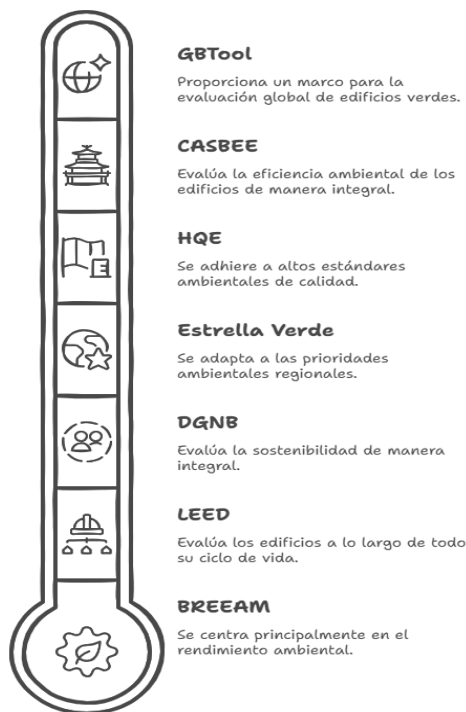 GBTool
Proporciona un marco para la
evaluación global de edificios verdes.
CASBEE
Evalúa la eficiencia ambiental de los
edificios de manera integral.
HQE
Se adhiere a altos estándares
ambientales de calidad.
Estrella Verde
Se adapta a las prioridades
ambientales regionales.
DGNB
Evalúa la sostenibilidad de manera
integral.
LEED
Evalúa los edificios a lo largo de todo
su ciclo de vida.
BREEAM
Se centra principalmente en el
rendimiento ambiental.